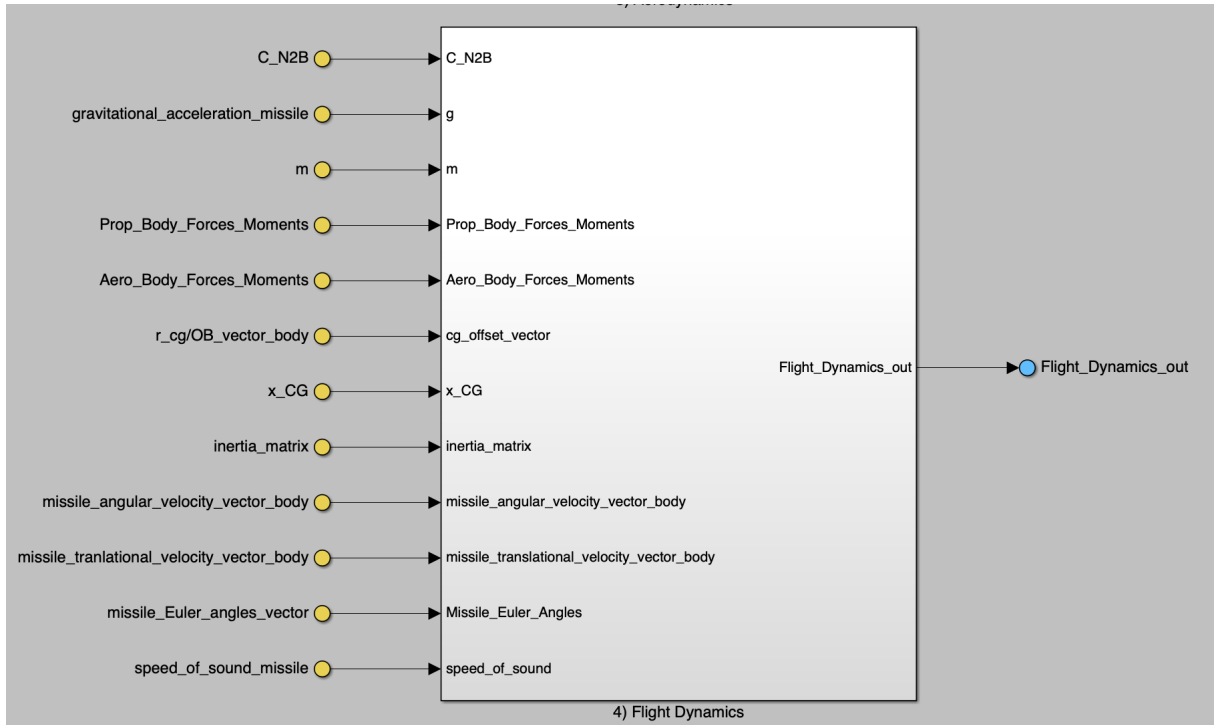 C_N2B
C_N2B
gravitational_acceleration_missile
g
m
m
Prop_Body_Forces_Moments
Prop_Body_Forces_Moments
Aero_Body_Forces_Moments
Aero_Body_Forces_Moments
r_cg/OB_vector_body
cg_offset_vector
Flight_Dynamics_out
Flight_Dynamics_out
x_CG
x_CG
inertia_matrix
inertia_matrix
missile_angular_velocity_vector_body
missile_angular_velocity_vector_body
missile_tranlational_velocity_vector_body
missile_translational_velocity_vector_body
missile_Euler_angles_vector
Missile_Euler_Angles
speed_of_sound_missile
speed_of_sound
4) Flight Dynamics